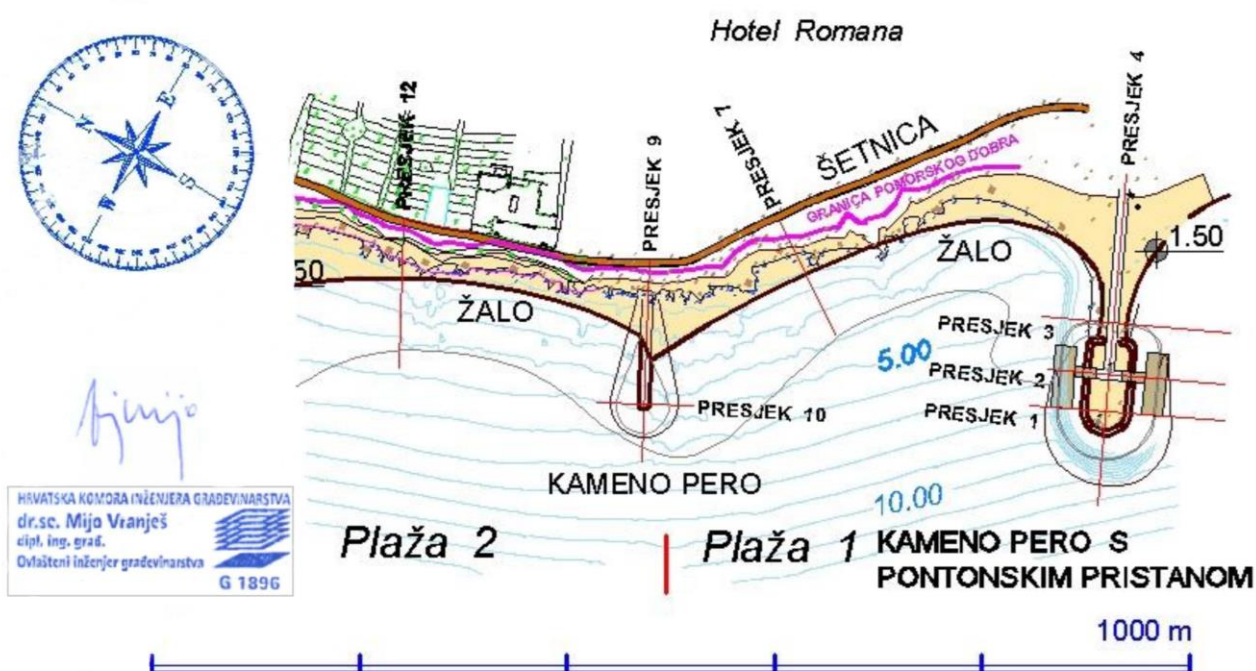 Hotel Romana
N
E
S
W
PRESJEK 12
PRESJEK 9
PRESJEK 7
PRESJEK 4
ŠETNICA
GRANICA POMORSKOG DOBRA
50
ŽALO
ŽALO
1.50
PRESJEK 3
5.00
PRESJEK 2
PRESJEK 10
PRESJEK 1
KAMENO PERO
10.00
HRVATSKA KOMORA INŽENJERA GRAĐEVINARSTVA
dr.sc. Mijo Vranješ
dipl. ing. građ.
Ovlašteni inženjer građevinarstva
G 1896
Plaža 2
Plaža 1
KAMENO PERO S
PONTONSKIM PRISTANOM
1000 m